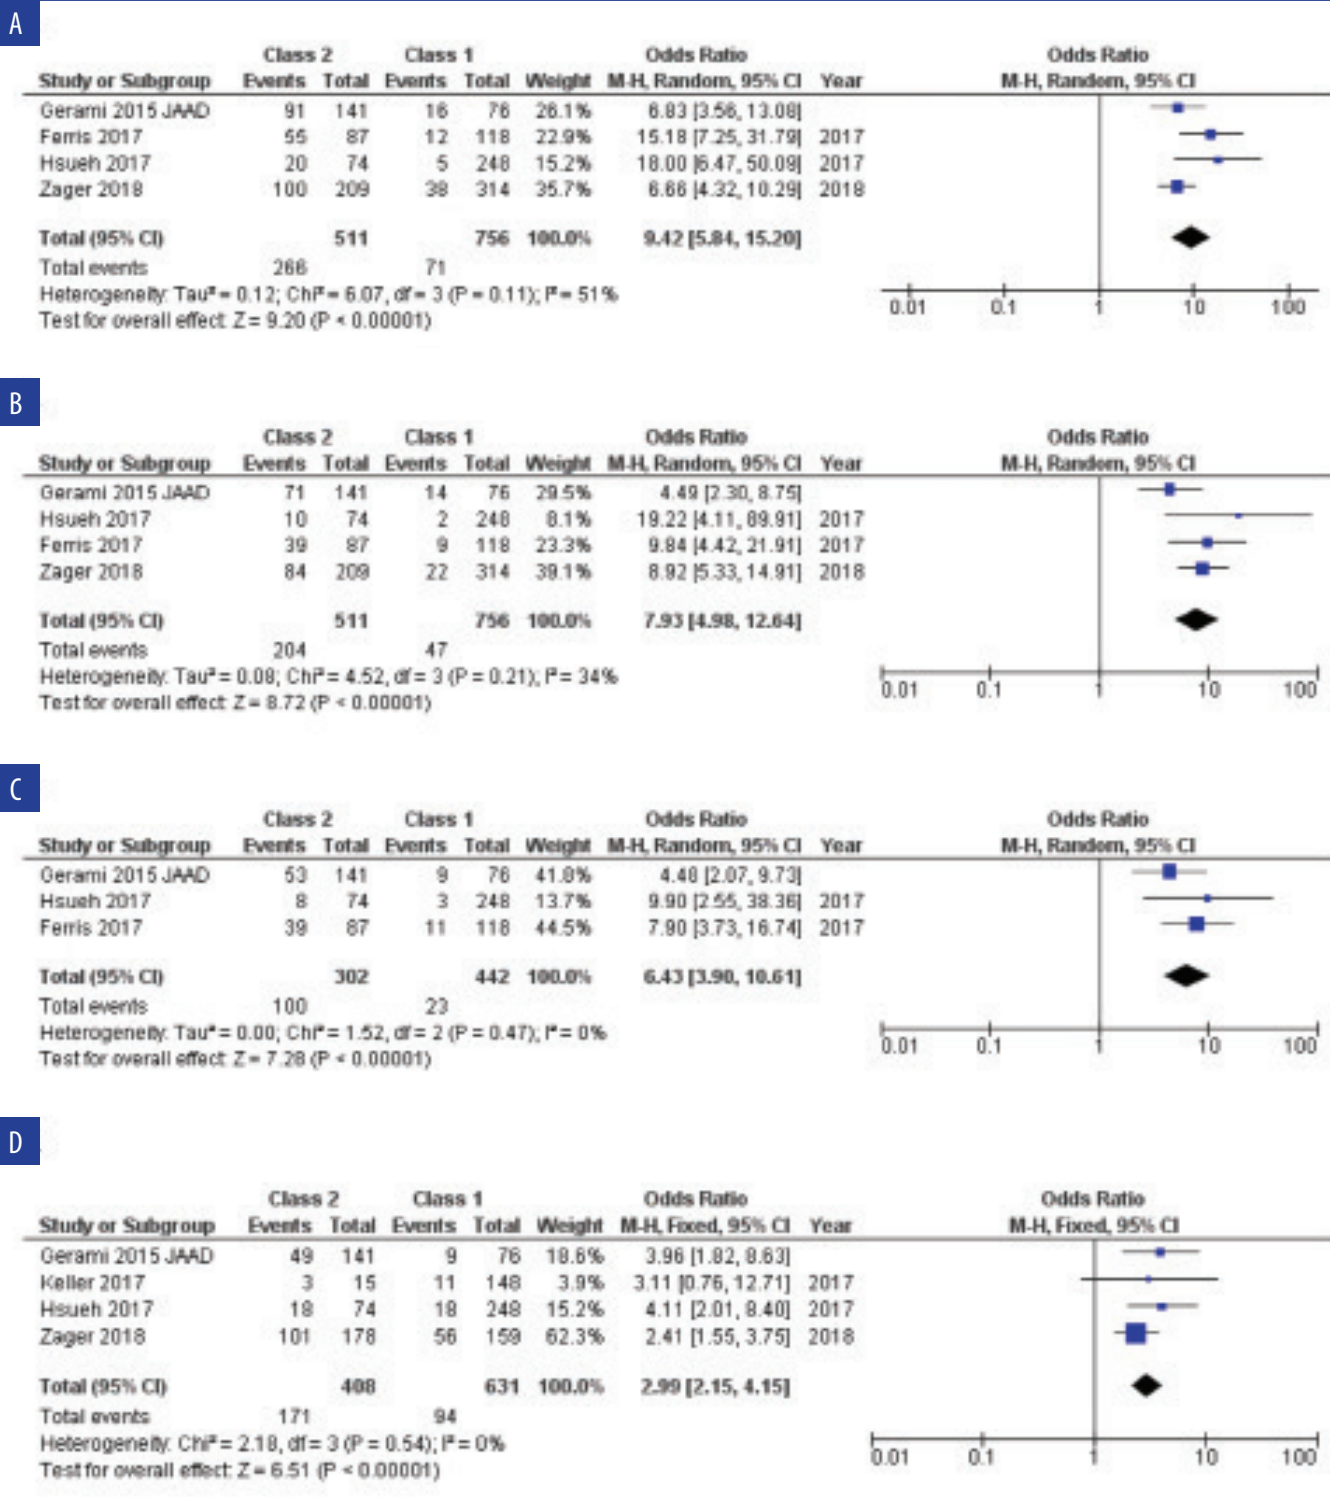 A
Class 2 Class 1 Odds Ratio Odds Ratio
Study or Subgroup Events Total Events Total Weight M-H, Random, 95% CI Year M-H, Random, 95% CI
Gerami 2015 JAAD 91 141 16 76 26.1% 6.83 [3.56, 13.08]
Ferris 2017 55 87 12 118 22.9% 15.18 [7.25, 31.79] 2017
Hsueh 2017 20 74 5 248 15.2% 18.00 [6.47, 50.09] 2017
Zager 2018 100 209 38 314 35.7% 6.66 [4.32, 10.29] 2018
Total (95% CI) 511 756 100.0% 9.42 [5.84, 15.20]
Total events 266 71
Heterogeneity: Tau² = 0.12; Chi² = 6.07, df = 3 (P = 0.11); I² = 51%
Test for overall effect: Z = 9.20 (P < 0.00001)
0.01 0.1 1 10 100
B
Class 2 Class 1 Odds Ratio Odds Ratio
Study or Subgroup Events Total Events Total Weight M-H, Random, 95% CI Year M-H, Random, 95% CI
Gerami 2015 JAAD 71 141 14 76 29.5% 4.49 [2.30, 8.75]
Hsueh 2017 10 74 2 248 8.1% 19.22 [4.11, 89.91] 2017
Ferris 2017 39 87 9 118 23.3% 9.84 [4.42, 21.91] 2017
Zager 2018 84 209 22 314 39.1% 8.92 [5.33, 14.91] 2018
Total (95% CI) 511 756 100.0% 7.93 [4.98, 12.64]
Total events 204 47
Heterogeneity: Tau² = 0.08; Chi² = 4.52, df = 3 (P = 0.21); I² = 34%
Test for overall effect: Z = 8.72 (P < 0.00001)
0.01 0.1 1 10 100
C
Class 2 Class 1 Odds Ratio Odds Ratio
Study or Subgroup Events Total Events Total Weight M-H, Random, 95% CI Year M-H, Random, 95% CI
Gerami 2015 JAAD 53 141 9 76 41.8% 4.48 [2.07, 9.73]
Hsueh 2017 8 74 3 248 13.7% 9.90 [2.55, 38.36] 2017
Ferris 2017 39 87 11 118 44.5% 7.90 [3.73, 16.74] 2017
Total (95% CI) 302 442 100.0% 6.43 [3.90, 10.61]
Total events 100 23
Heterogeneity: Tau² = 0.00; Chi² = 1.52, df = 2 (P = 0.47); I² = 0%
Test for overall effect: Z = 7.28 (P < 0.00001)
0.01 0.1 1 10 100
D
Class 2 Class 1 Odds Ratio Odds Ratio
Study or Subgroup Events Total Events Total Weight M-H, Fixed, 95% CI Year M-H, Fixed, 95% CI
Gerami 2015 JAAD 49 141 9 76 18.6% 3.96 [1.82, 8.63]
Keller 2017 3 15 11 148 3.9% 3.11 [0.76, 12.71] 2017
Hsueh 2017 18 74 18 248 15.2% 4.11 [2.01, 8.40] 2017
Zager 2018 101 178 56 159 62.3% 2.41 [1.55, 3.75] 2018
Total (95% CI) 408 631 100.0% 2.99 [2.15, 4.15]
Total events 171 94
Heterogeneity: Chi² = 2.18, df = 3 (P = 0.54); I² = 0%
Test for overall effect: Z = 6.51 (P < 0.00001)
0.01 0.1 1 10 100